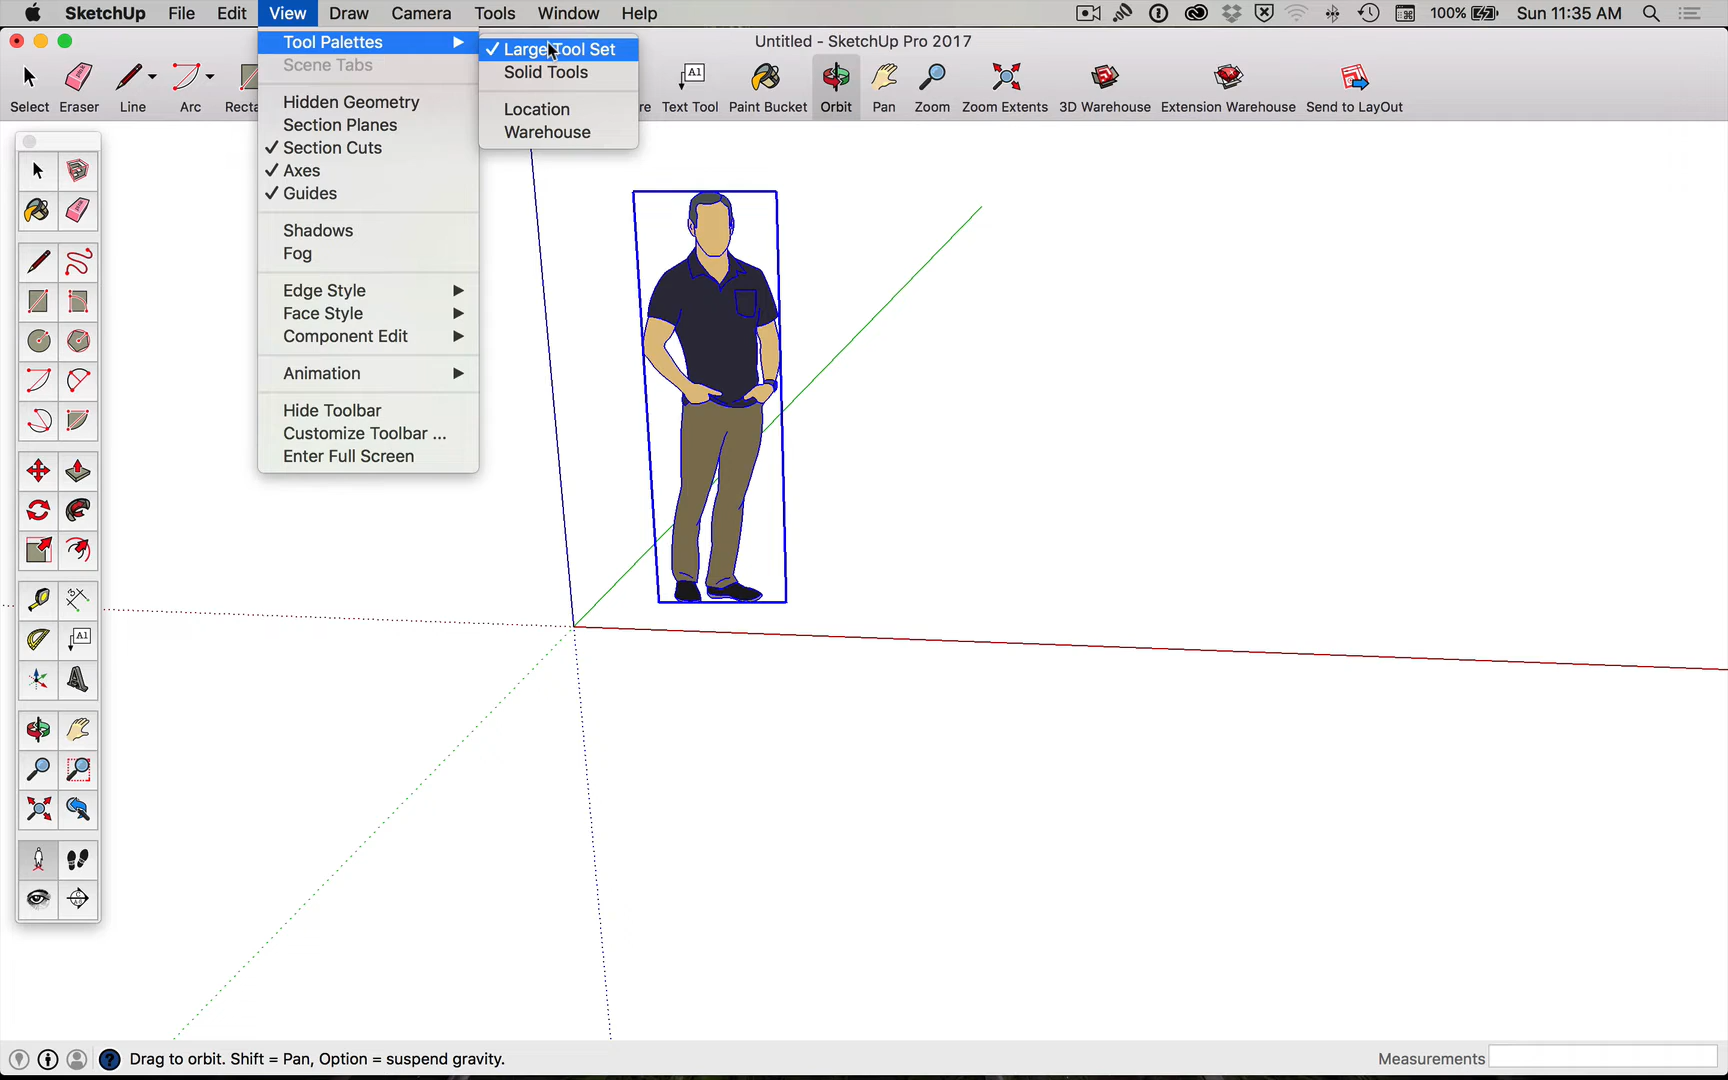 SketchUp File Edit View Draw Camera Tools Window Help 100% Sun 11:35 AM
Untitled - SketchUp Pro 2017
Select Eraser Line Arc Text Tool Paint Bucket Orbit Pan Zoom Zoom Extents 3D Warehouse Extension Warehouse Send to LayOut
Tool Palettes
Scene Tabs
Hidden Geometry
Section Planes
Section Cuts
Axes
Guides
Shadows
Fog
Edge Style
Face Style
Component Edit
Animation
Hide Toolbar
Customize Toolbar ...
Enter Full Screen
Large Tool Set
Solid Tools
Location
Warehouse
A1
A1
Drag to orbit. Shift = Pan, Option = suspend gravity.
Measurements